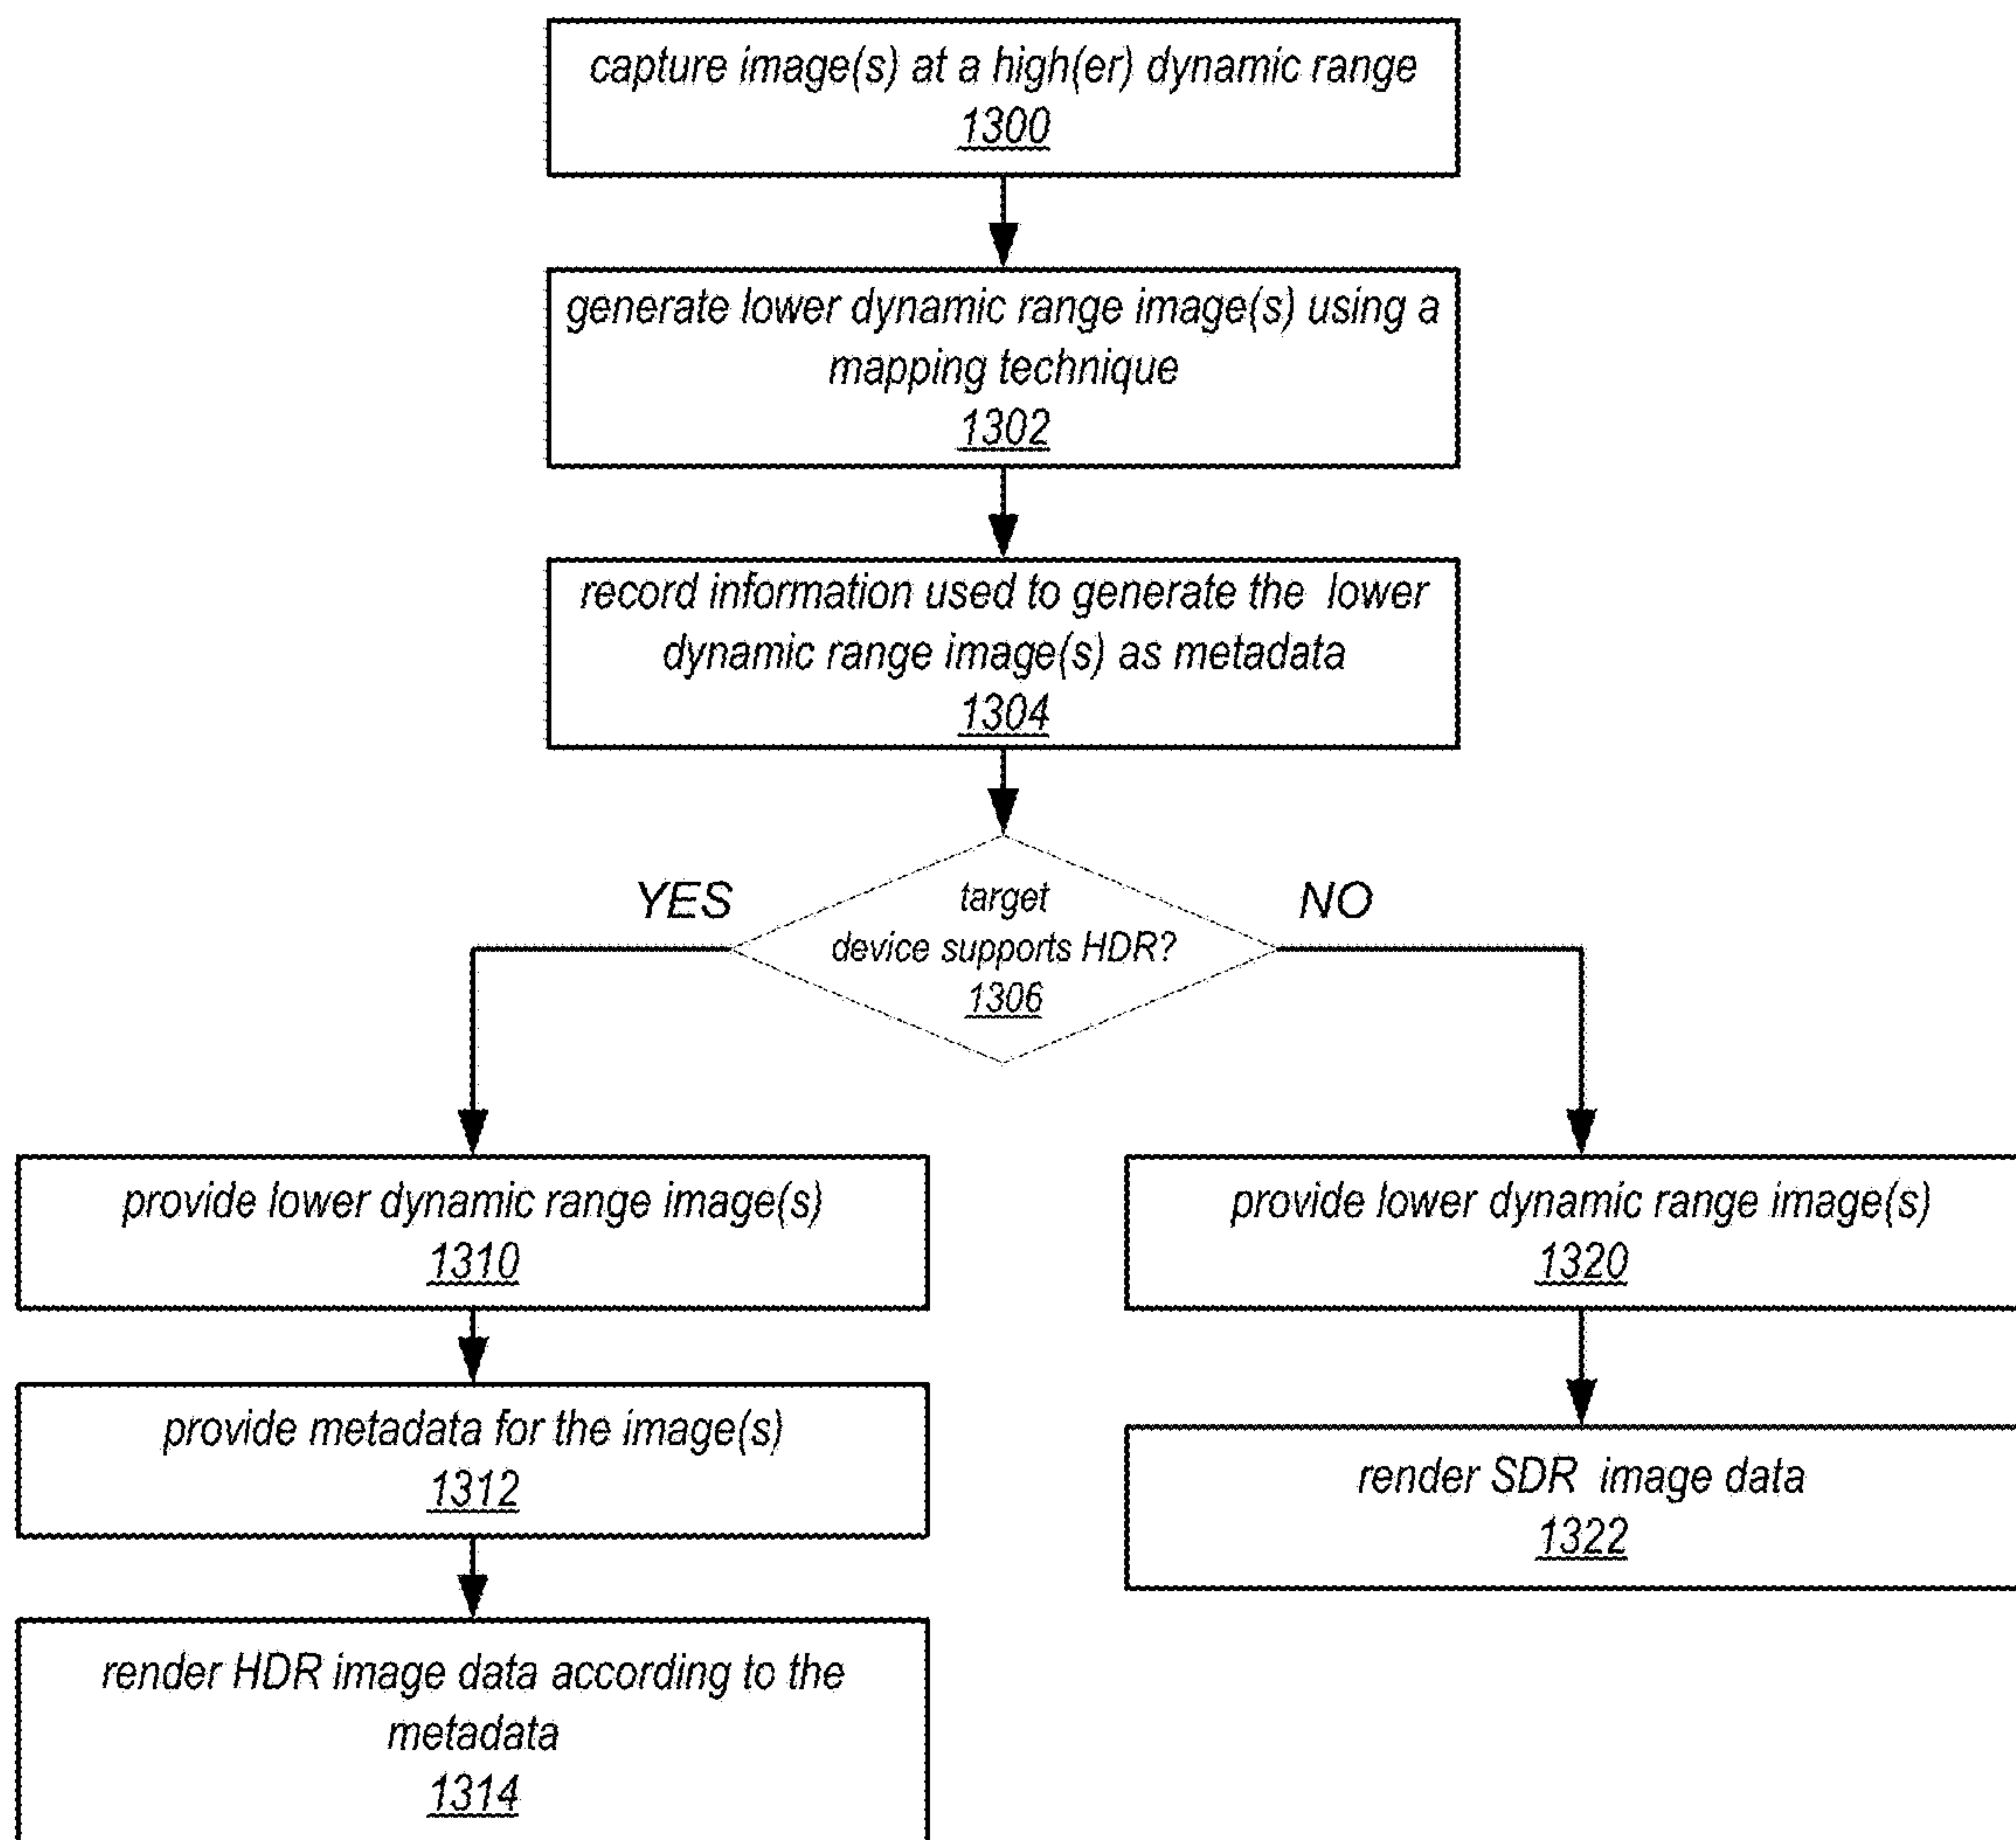 capture image(s) at a high(er) dynamic range
1300
generate lower dynamic range image(s) using a
mapping technique
1302
record information used to generate the lower
dynamic range image(s) as metadata
1304
YES
target
device supports HDR?
1306
NO
provide lower dynamic range image(s)
1310
provide metadata for the image(s)
1312
render HDR image data according to the
metadata
1314
provide lower dynamic range image(s)
1320
render SDR image data
1322